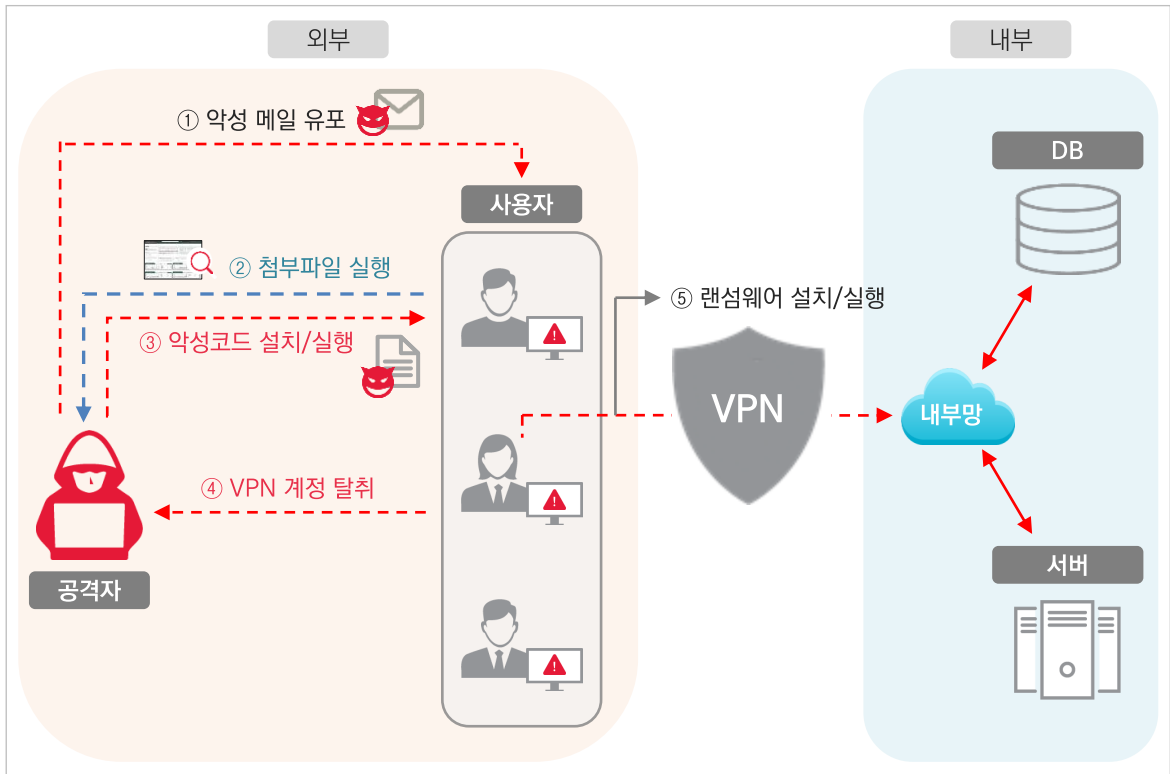 외부
내부
① 악성 메일 유포
DB
사용자
② 첨부파일 실행
⑤ 랜섬웨어 설치/실행
③ 악성코드 설치/실행
VPN
내부망
④ VPN 계정 탈취
서버
공격자